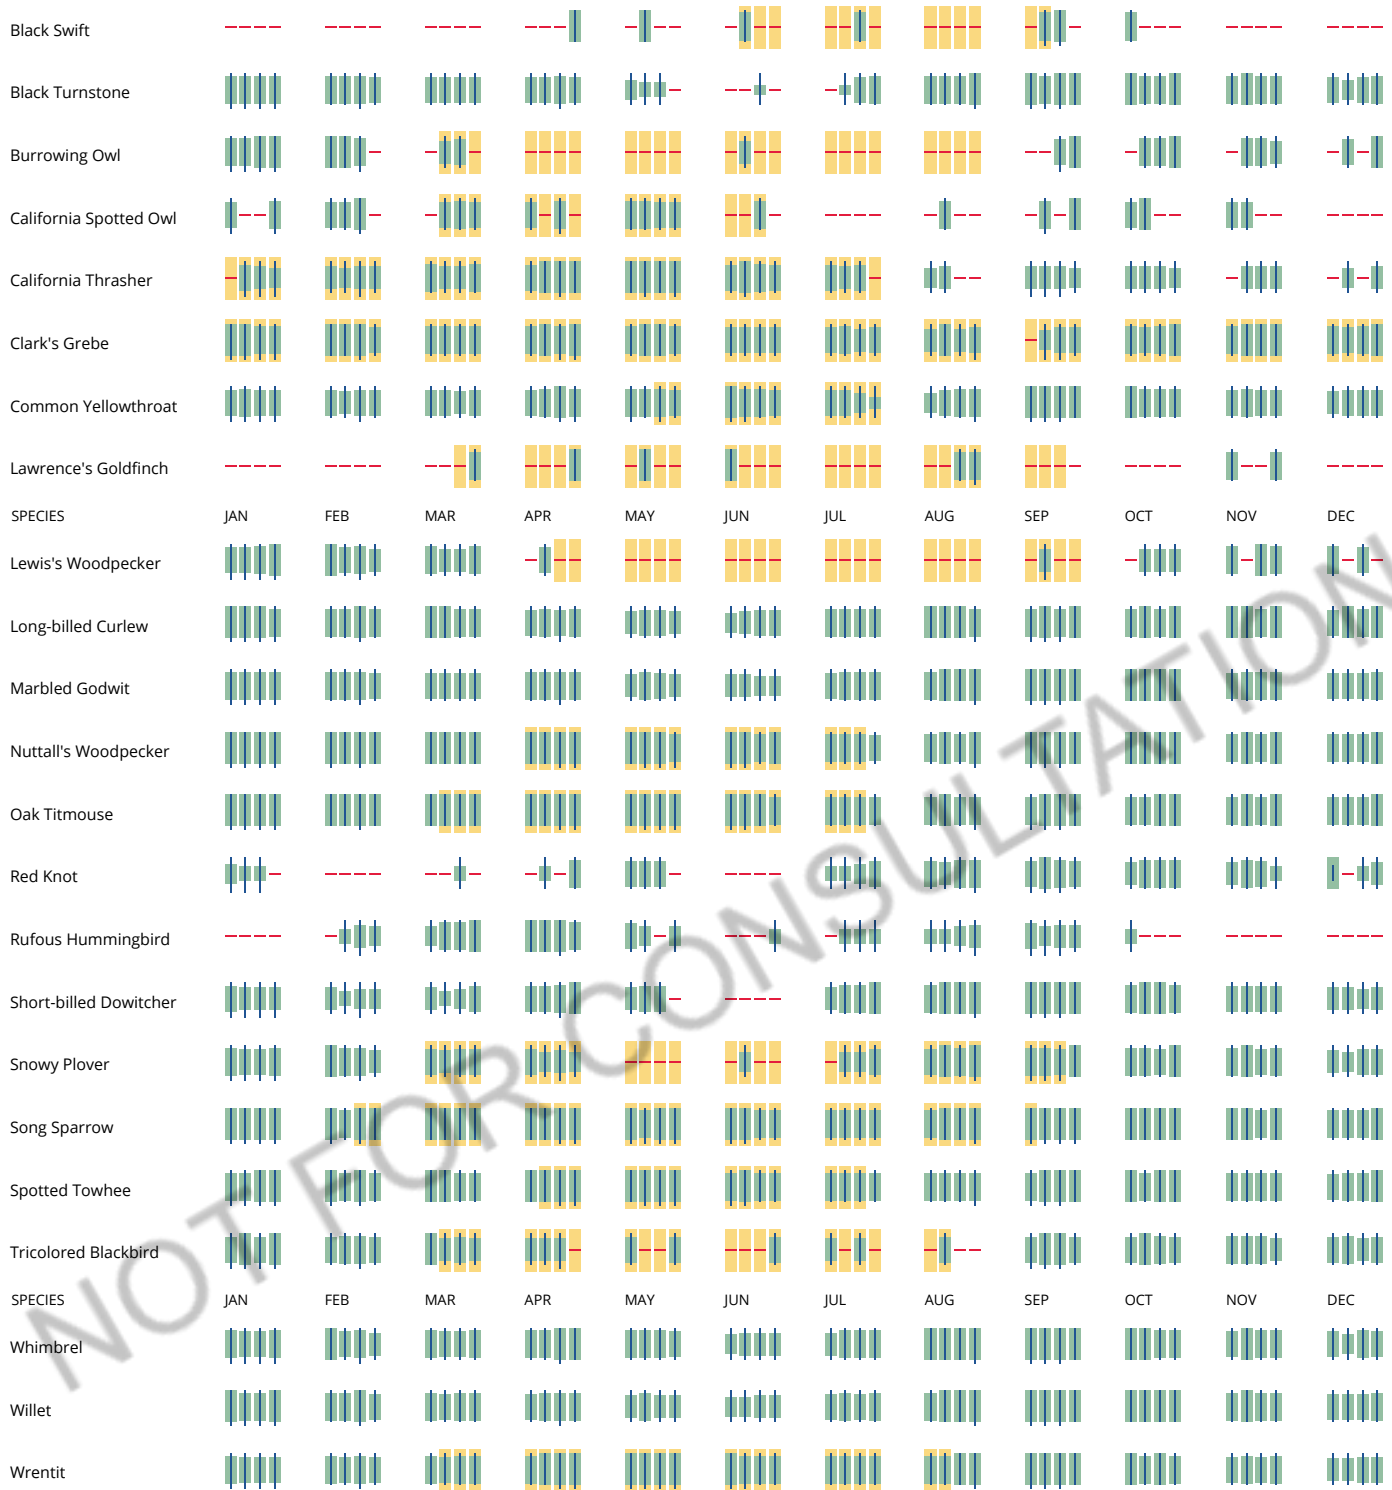 Black Swift
Black Turnstone
Burrowing Owl
California Spotted Owl
California Thrasher
Clark's Grebe
Common Yellowthroat
Lawrence's Goldfinch
SPECIES JAN FEB MAR APR MAY JUN JUL AUG SEP OCT NOV DEC
Lewis's Woodpecker
Long-billed Curlew
Marbled Godwit
Nuttall's Woodpecker
Oak Titmouse
Red Knot
Rufous Hummingbird
Short-billed Dowitcher
Snowy Plover
Song Sparrow
Spotted Towhee
Tricolored Blackbird
SPECIES JAN FEB MAR APR MAY JUN JUL AUG SEP OCT NOV DEC
Whimbrel
Willet
Wrentit
NOT FOR CONSULTATION